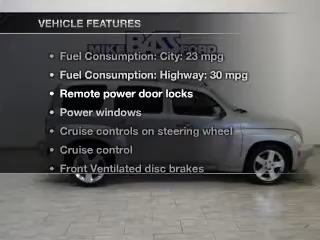 VEHICLE FEATURES
MIKE BASS FORD
• Fuel Consumption: City: 23 mpg
• Fuel Consumption: Highway: 30 mpg
• Remote power door locks
• Power windows
• Cruise controls on steering wheel
• Cruise control
• Front Ventilated disc brakes